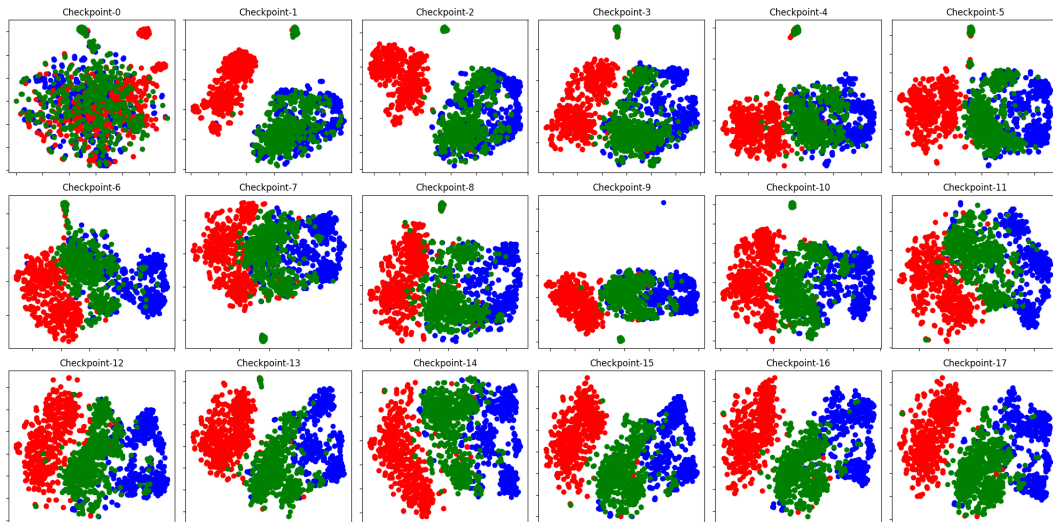 Checkpoint-0
Checkpoint-1
Checkpoint-2
Checkpoint-3
Checkpoint-4
Checkpoint-5
Checkpoint-6
Checkpoint-7
Checkpoint-8
Checkpoint-9
Checkpoint-10
Checkpoint-11
Checkpoint-12
Checkpoint-13
Checkpoint-14
Checkpoint-15
Checkpoint-16
Checkpoint-17